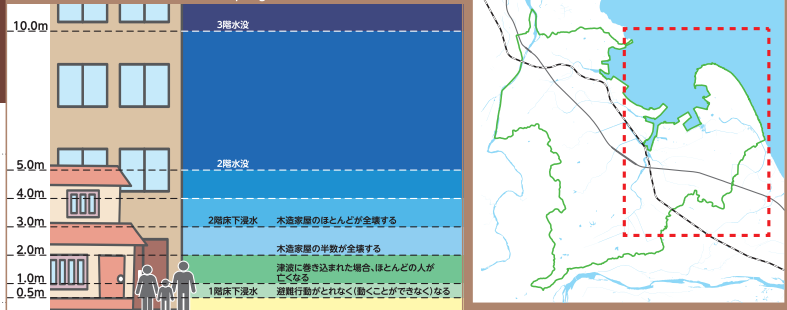 10.0m
3階水没
5.0m
2階水没
4.0m
3.0m
2階床下浸水 木造家屋のほとんどが全壊する
2.0m
木造家屋の半数が全壊する
津波に巻き込まれた場合、ほとんどの人が
亡くなる
1.0m
0.5m
1階床下浸水 避難行動がとれなく(動くことができなく)なる